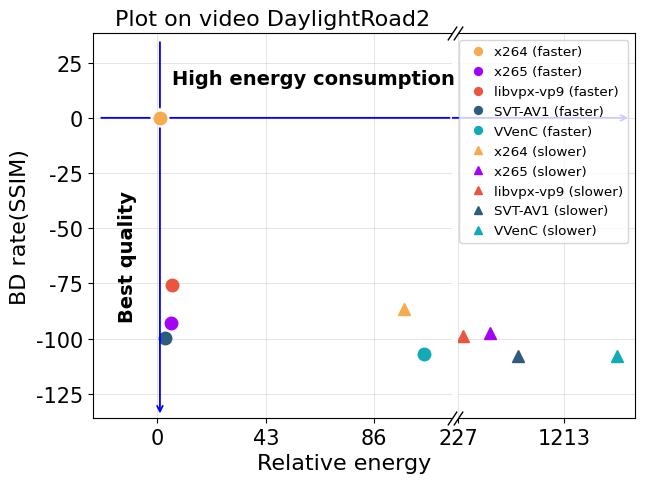 Plot on video DaylightRoad2
High energy consumption
Best quality
x264 (faster)
x265 (faster)
libvpx-vp9 (faster)
SVT-AV1 (faster)
VVenC (faster)
x264 (slower)
x265 (slower)
libvpx-vp9 (slower)
SVT-AV1 (slower)
VVenC (slower)
BD rate(SSIM)
25
0
-25
-50
-75
-100
-125
0 43 86 227 1213
Relative energy